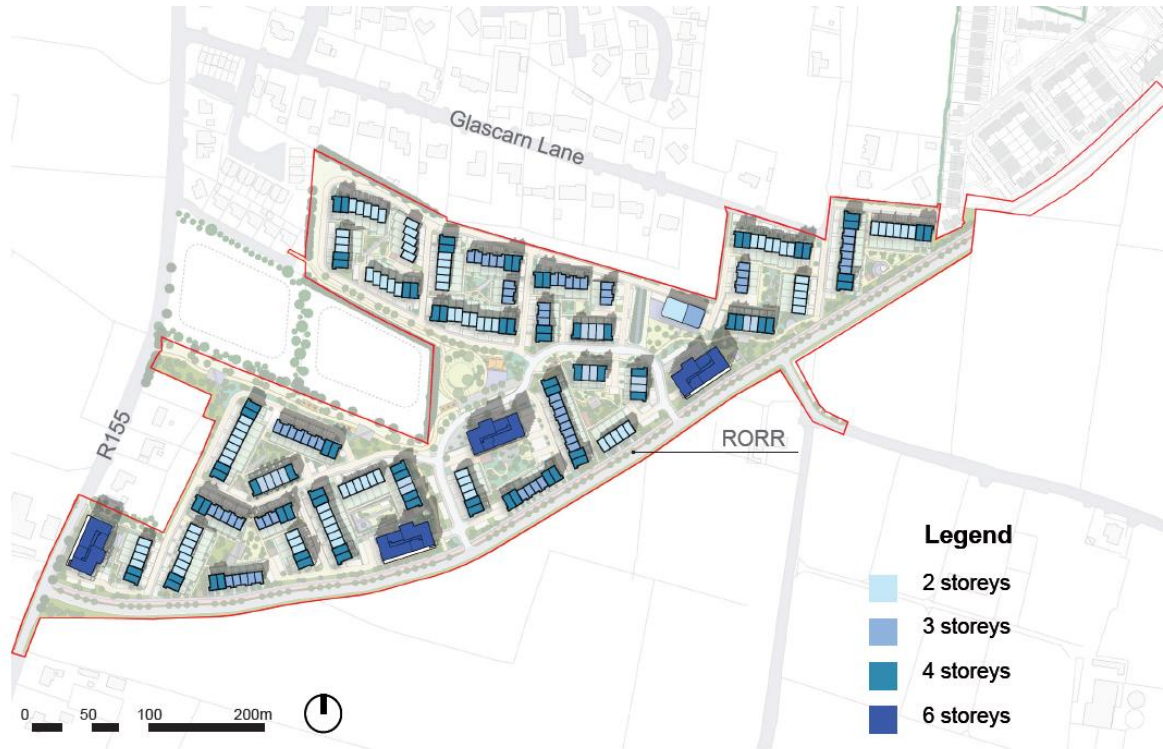 Glascarn Lane
R155
RORR
Legend
2 storeys
3 storeys
4 storeys
6 storeys
0 50 100 200m